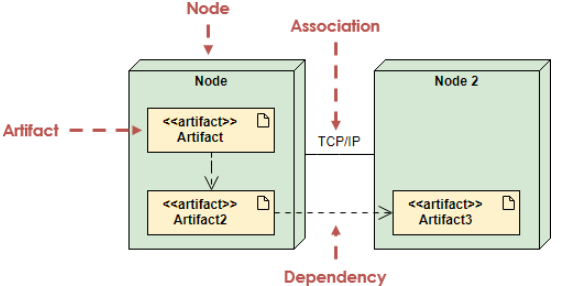 Node
Association
Node
Node 2
<<artifact>>
Artifact
Artifact
TCP/IP
<<artifact>>
Artifact2
<<artifact>>
Artifact3
Dependency